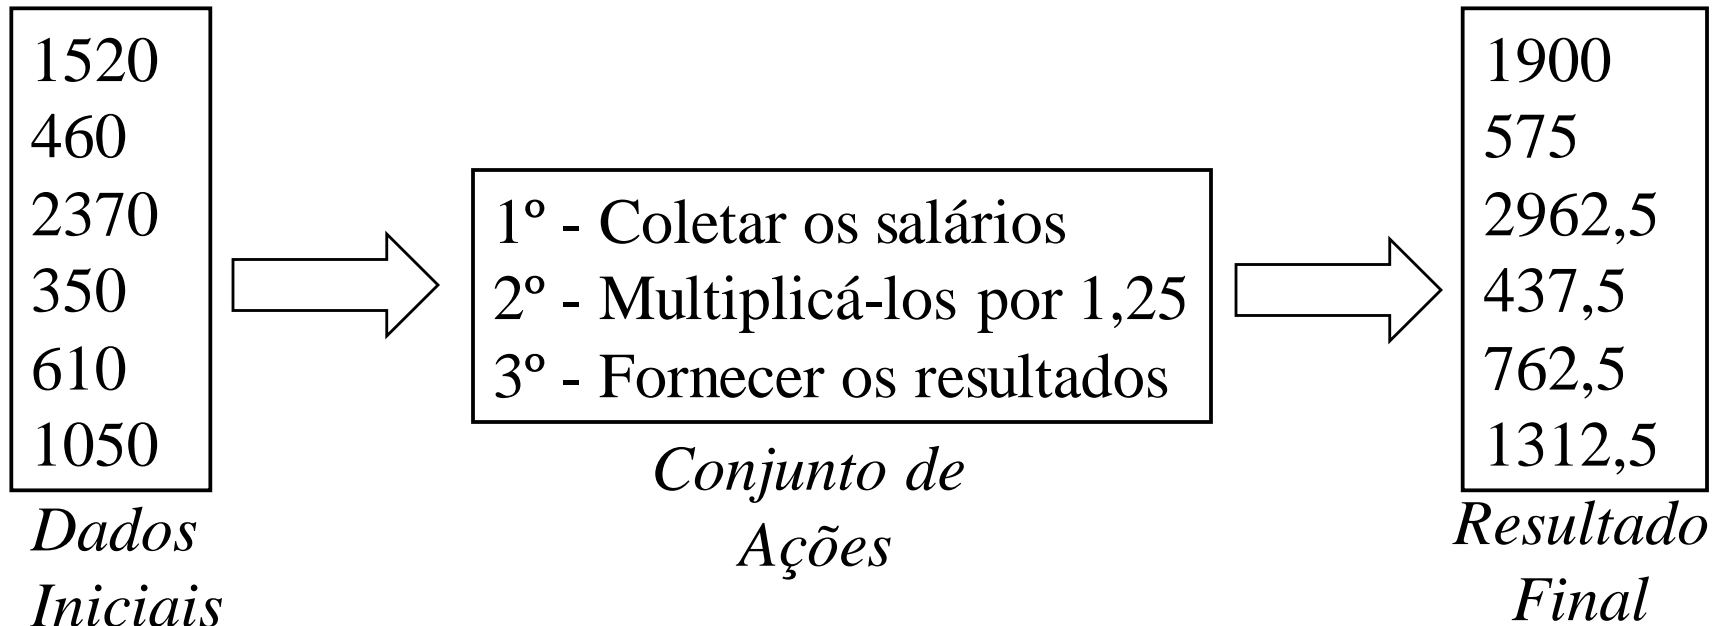 1520
460
2370
350
610
1050
Dados
Iniciais
1º - Coletar os salários
2º - Multiplicá-los por 1,25
3º - Fornecer os resultados
Conjunto de
Ações
1900
575
2962,5
437,5
762,5
1312,5
Resultado
Final